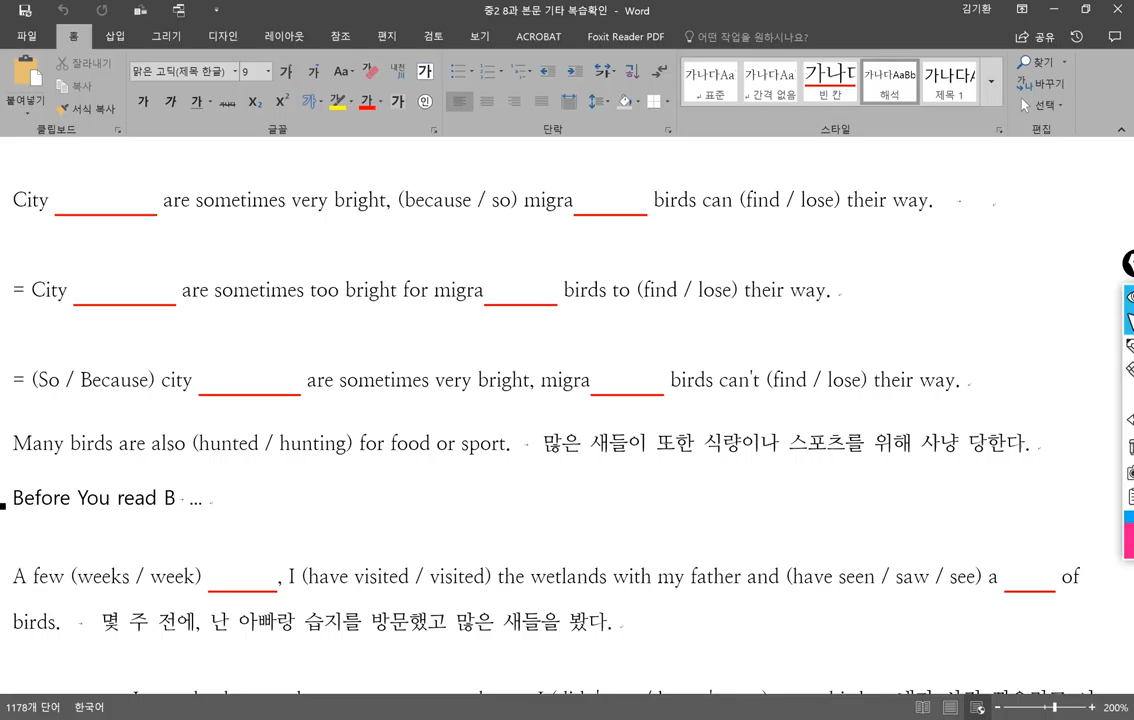 중2 8과 본문 기타 복습확인 - Word
김기환
파일 홈 삽입 그리기 디자인 레이아웃 참조 편지 검토 보기 ACROBAT Foxit Reader PDF 어떤 작업을 원하시나요? 공유
붙여넣기
잘라내기
복사
서식 복사
클립보드
맑은 고딕(제목 한글) 9
글꼴
단락
가나다Aa 표준
가나다Aa 간격 없음
가나다 빈 칸
가나다AaBb 해석
가나다 제목 1
스타일
찾기
바꾸기
선택
편집
City are sometimes very bright, (because / so) migra birds can (find / lose) their way.
= City are sometimes too bright for migra birds to (find / lose) their way.
= (So / Because) city are sometimes very bright, migra birds can't (find / lose) their way.
Many birds are also (hunted / hunting) for food or sport. 많은 새들이 또한 식량이나 스포츠를 위해 사냥 당한다.
Before You read B ...
A few (weeks / week) , I (have visited / visited) the wetlands with my father and (have seen / saw / see) a of
birds. 몇 주 전에, 난 아빠랑 습지를 방문했고 많은 새들을 봤다.
1178개 단어 한국어
200%